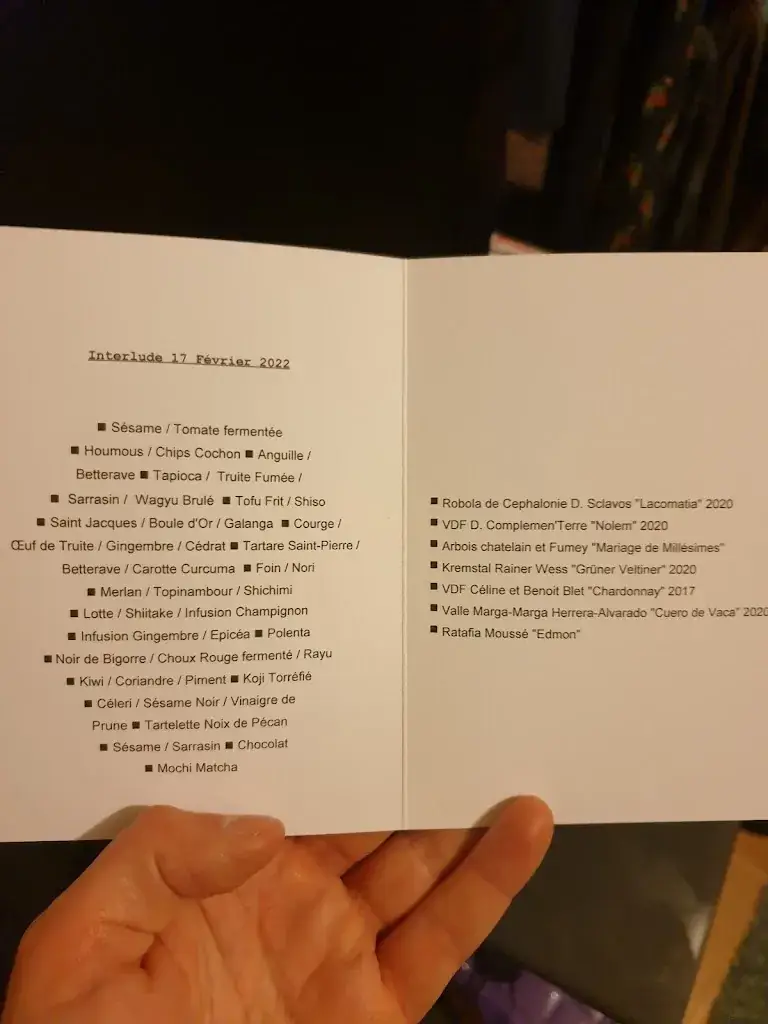 Interlude 17 Février 2022
■ Sésame / Tomate fermentée
■ Houmous / Chips Cochon ■ Anguille /
Betterave ■ Tapioca / Truite Fumée /
■ Sarrasin / Wagyu Brulé ■ Tofu Frit / Shiso
■ Saint Jacques / Boule d'Or / Galanga ■ Courge /
Œuf de Truite / Gingembre / Cédrat ■ Tartare Saint-Pierre /
Betterave / Carotte Curcuma ■ Foin / Nori
■ Merlan / Topinambour / Shichimi
■ Lotte / Shiitake / Infusion Champignon
■ Infusion Gingembre / Epicéa ■ Polenta
■ Noir de Bigorre / Choux Rouge fermenté / Rayu
■ Kiwi / Coriandre / Piment ■ Koji Torréfié
■ Céleri / Sésame Noir / Vinaigre de
Prune ■ Tartelette Noix de Pécan
■ Sésame / Sarrasin ■ Chocolat
■ Mochi Matcha
■ Robola de Cephalonie D. Sclavos "Lacomatia" 2020
■ VDF D. Complemen'Terre "Nolem" 2020
■ Arbois chatelain et Fumey "Mariage de Millésimes"
■ Kremstal Rainer Wess "Grüner Veltiner" 2020
■ VDF Céline et Benoit Blet "Chardonnay" 2017
■ Valle Marga-Marga Herrera-Alvarado "Cuero de Vaca" 2020
■ Ratafia Moussé "Edmon"